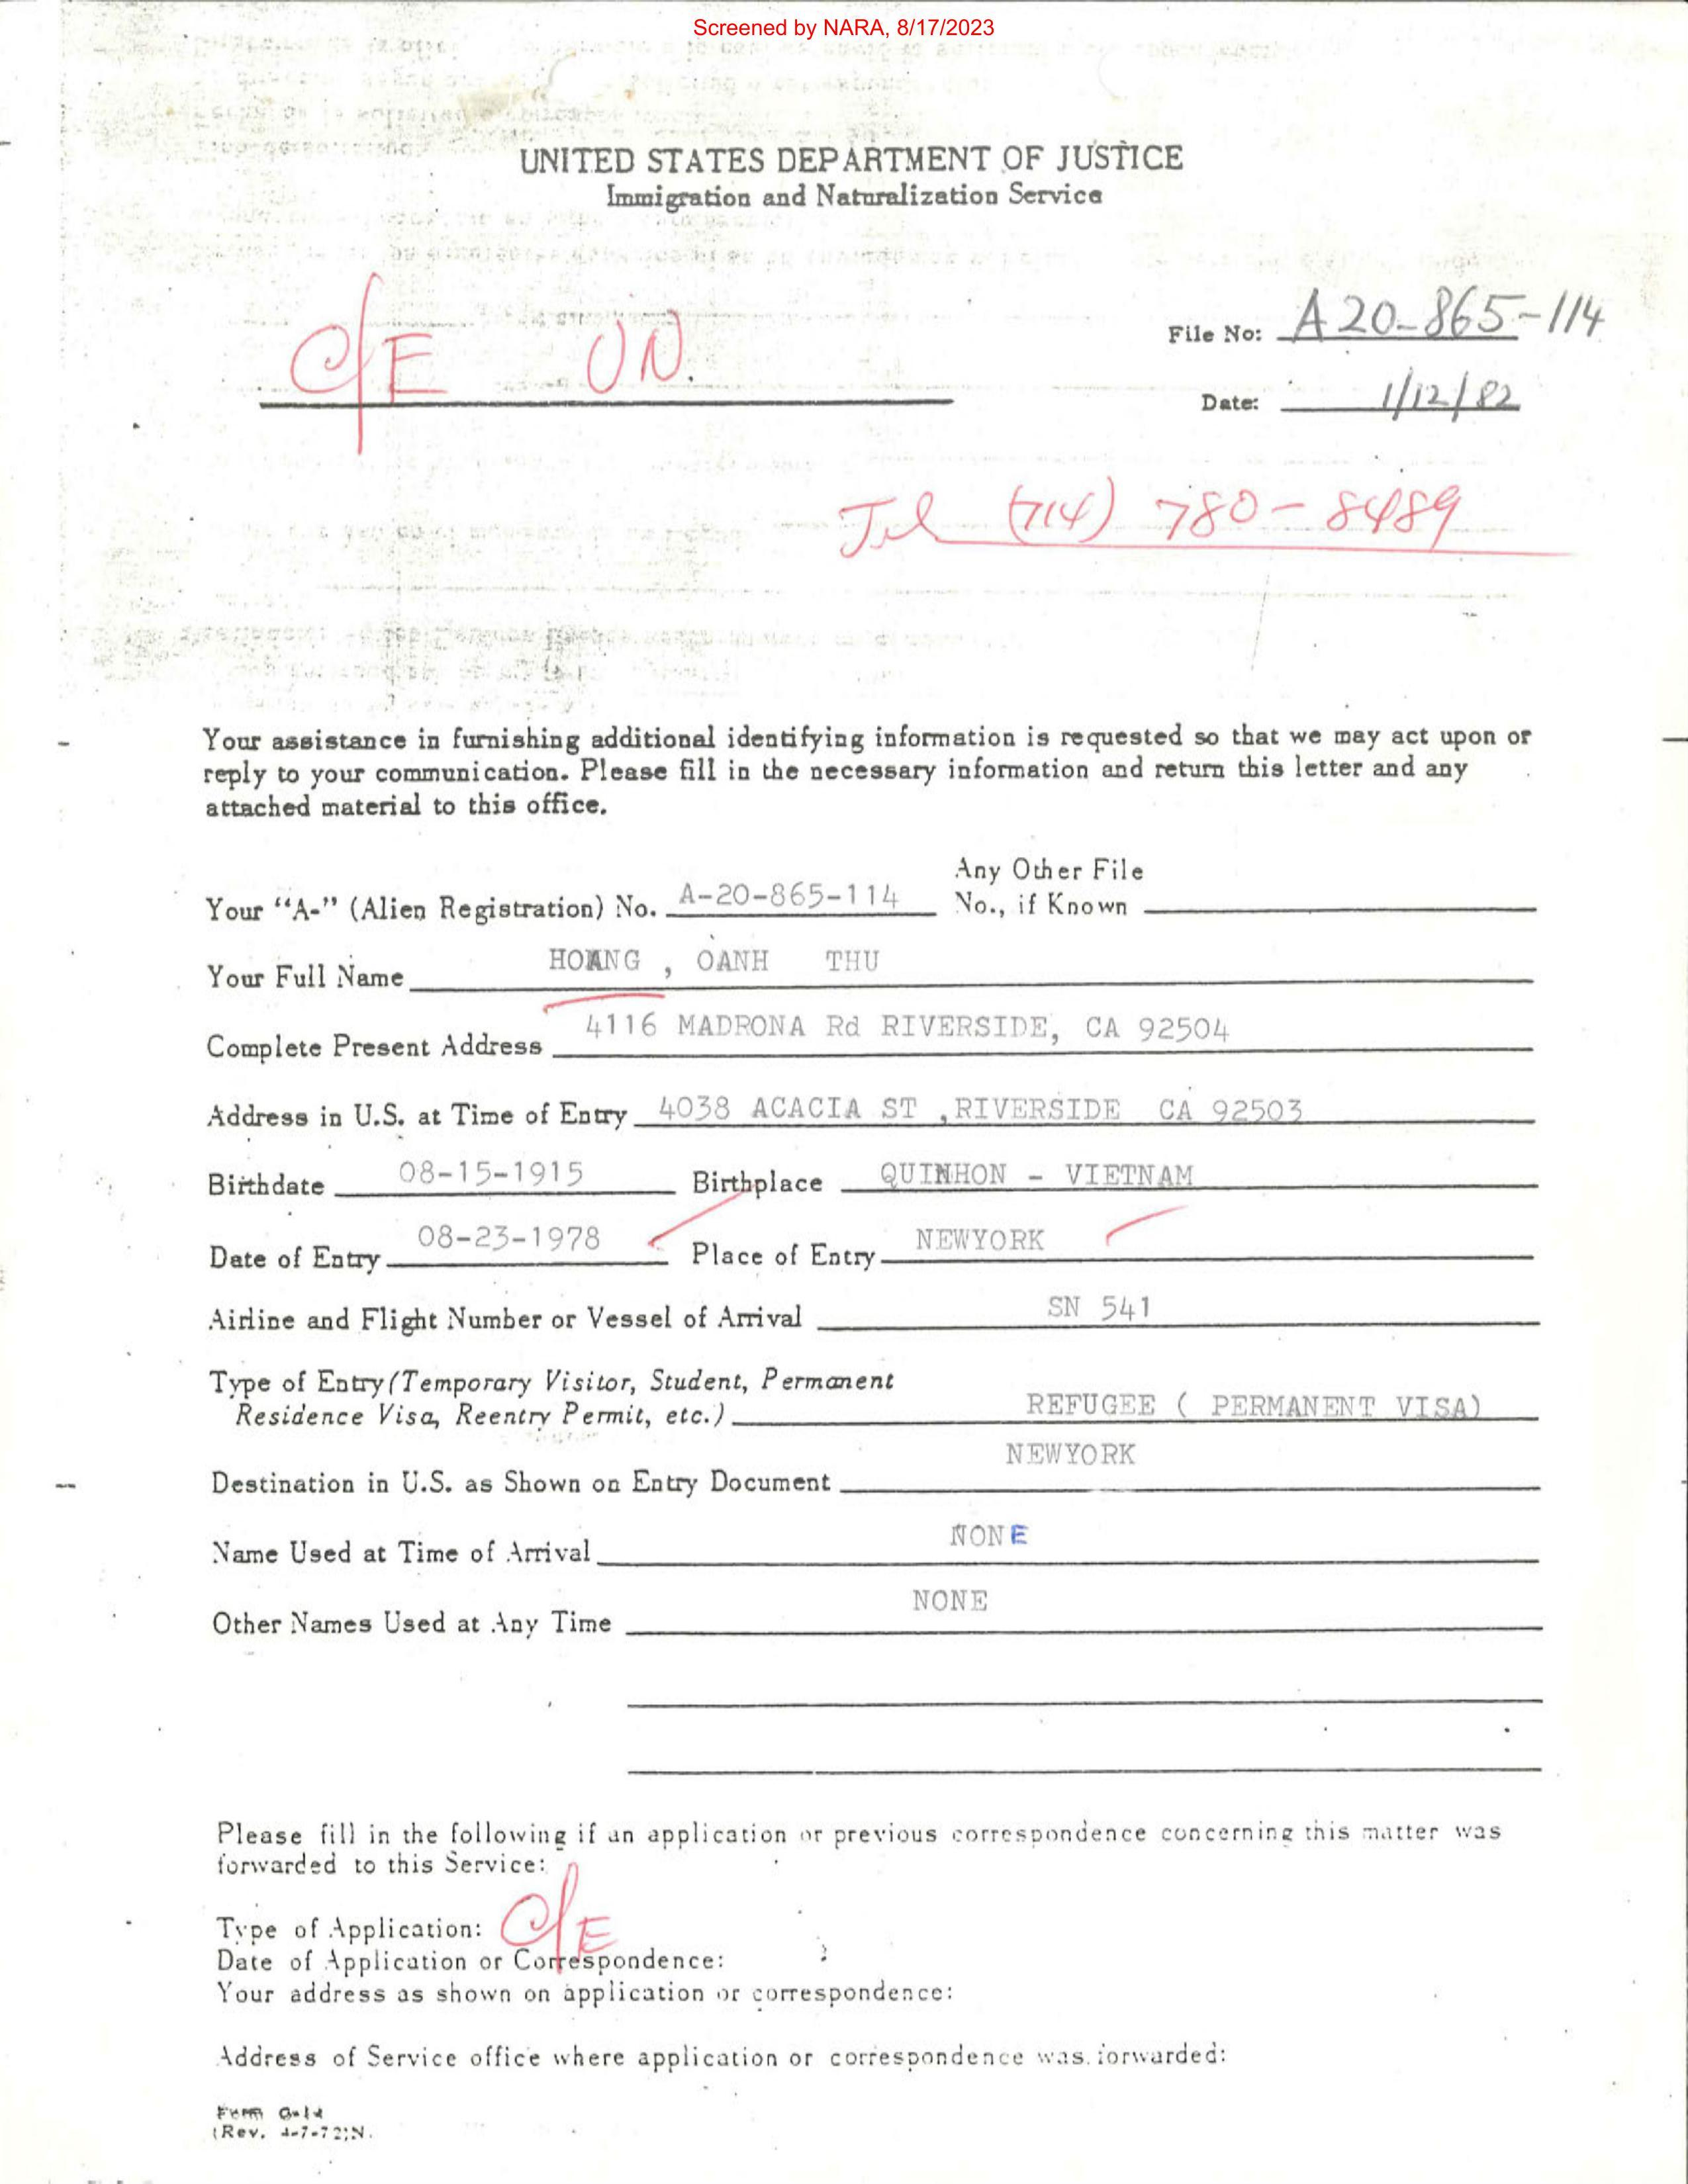 Screened by NARA, 8/17/2023
UNITED STATES DEPARTMENT OF JUSTICE
Immigration and Naturalization Service
C/E UN.
File No: A 20-865-114
Date: 1/12/82
Tel (714) 780-8489
Your assistance in furnishing additional identifying information is requested so that we may act upon or
reply to your communication. Please fill in the necessary information and return this letter and any
attached material to this office.
Any Other File
Your "A-" (Alien Registration) No. A-20-865-114 No., if Known
Your Full Name HOANG , OANH THU
Complete Present Address 4116 MADRONA Rd RIVERSIDE, CA 92504
Address in U.S. at Time of Entry 4038 ACACIA ST ,RIVERSIDE CA 92503
Birthdate 08-15-1915 Birthplace QUINHON - VIETNAM
Date of Entry 08-23-1978 Place of Entry NEWYORK
Airline and Flight Number or Vessel of Arrival SN 541
Type of Entry (Temporary Visitor, Student, Permanent
Residence Visa, Reentry Permit, etc.) REFUGEE ( PERMANENT VISA)
NEWYORK
Destination in U.S. as Shown on Entry Document
Name Used at Time of Arrival NONE
Other Names Used at Any Time NONE
Please fill in the following if an application or previous correspondence concerning this matter was
forwarded to this Service:
Type of Application: C/E
Date of Application or Correspondence:
Your address as shown on application or correspondence:
Address of Service office where application or correspondence was forwarded:
Form
(Rev. 4-7-72)N.